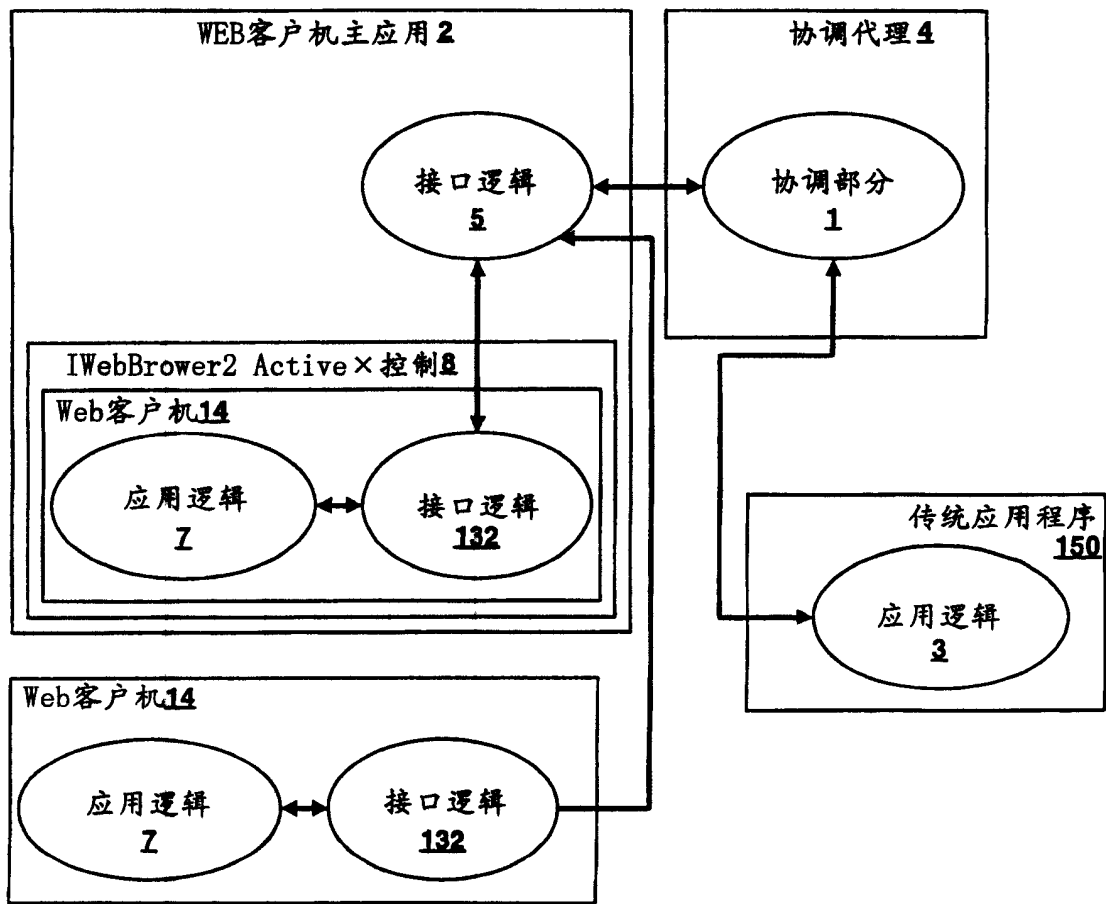 WEB客户机主应用2
协调代理4
接口逻辑
5
协调部分
1
IWebBrower2 Active×控制8
Web客户机14
应用逻辑
7
接口逻辑
132
传统应用程序
150
应用逻辑
3
Web客户机14
应用逻辑
7
接口逻辑
132